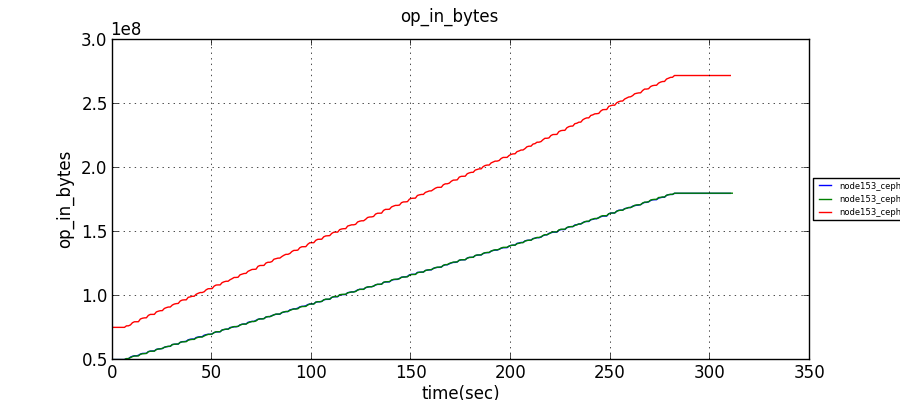 op_in_bytes
1e8
3.0
2.5
2.0
1.5
1.0
0.5
op_in_bytes
0 50 100 150 200 250 300 350
time(sec)
node153_ceph
node153_ceph
node153_ceph